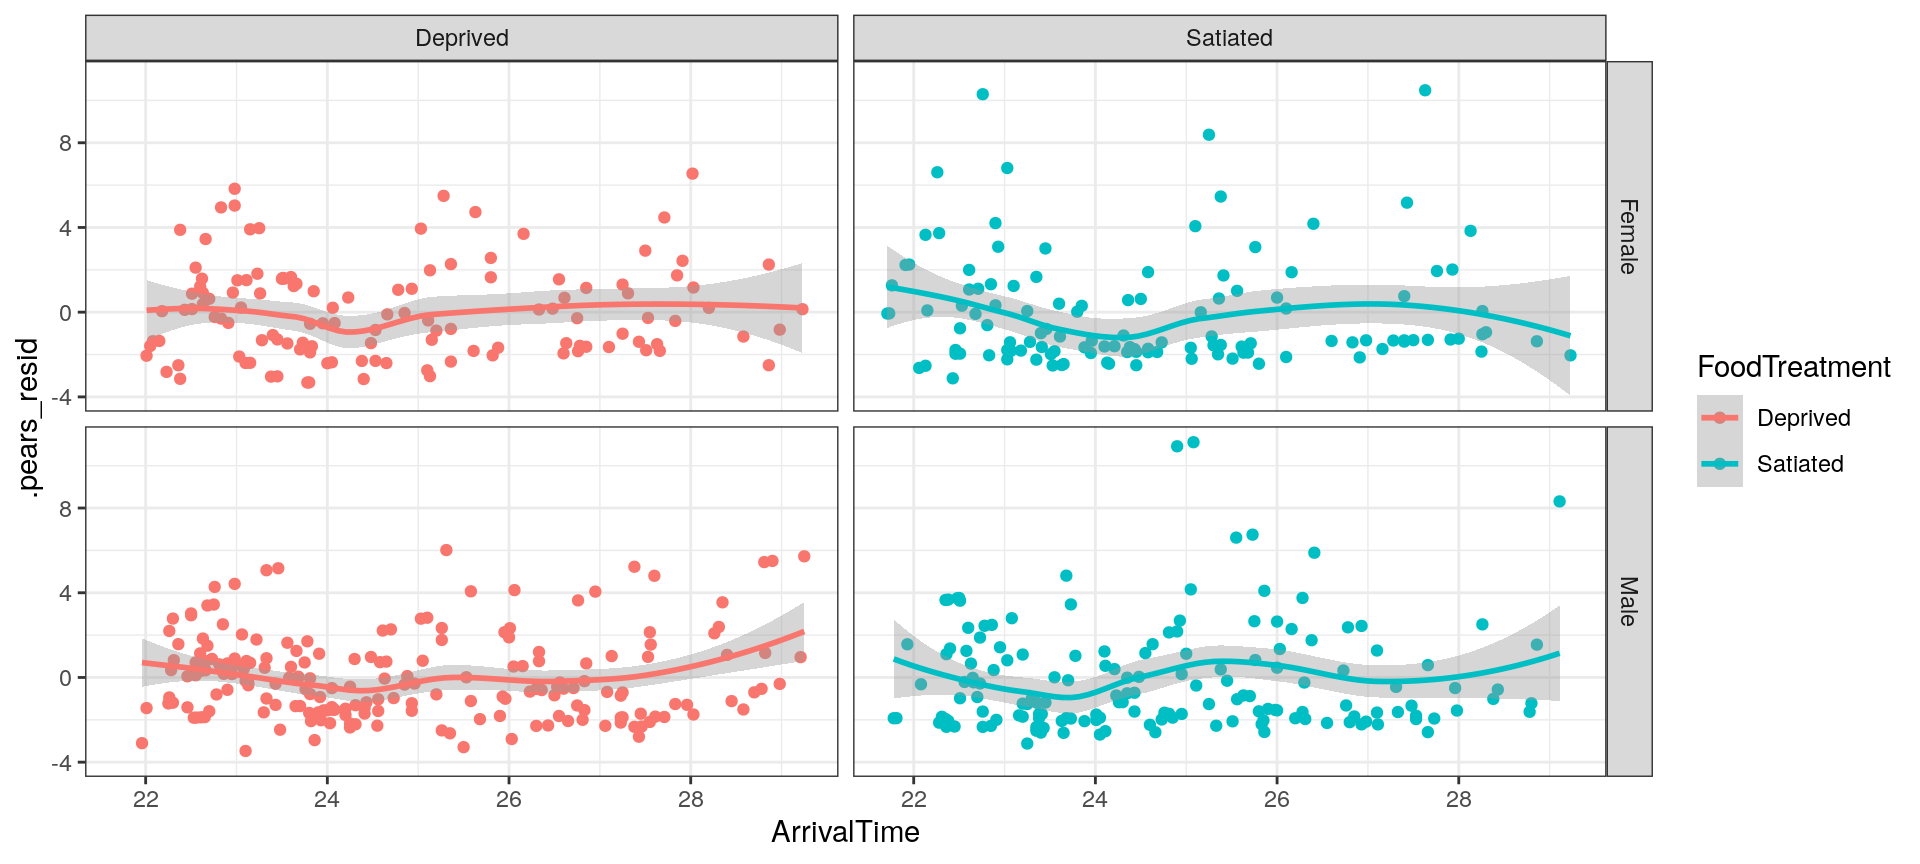 Deprived Satiated
8
4
0
-4
Female
8
4
0
-4
Male
.pears_resid
22 24 26 28 22 24 26 28
ArrivalTime
FoodTreatment
Deprived
Satiated